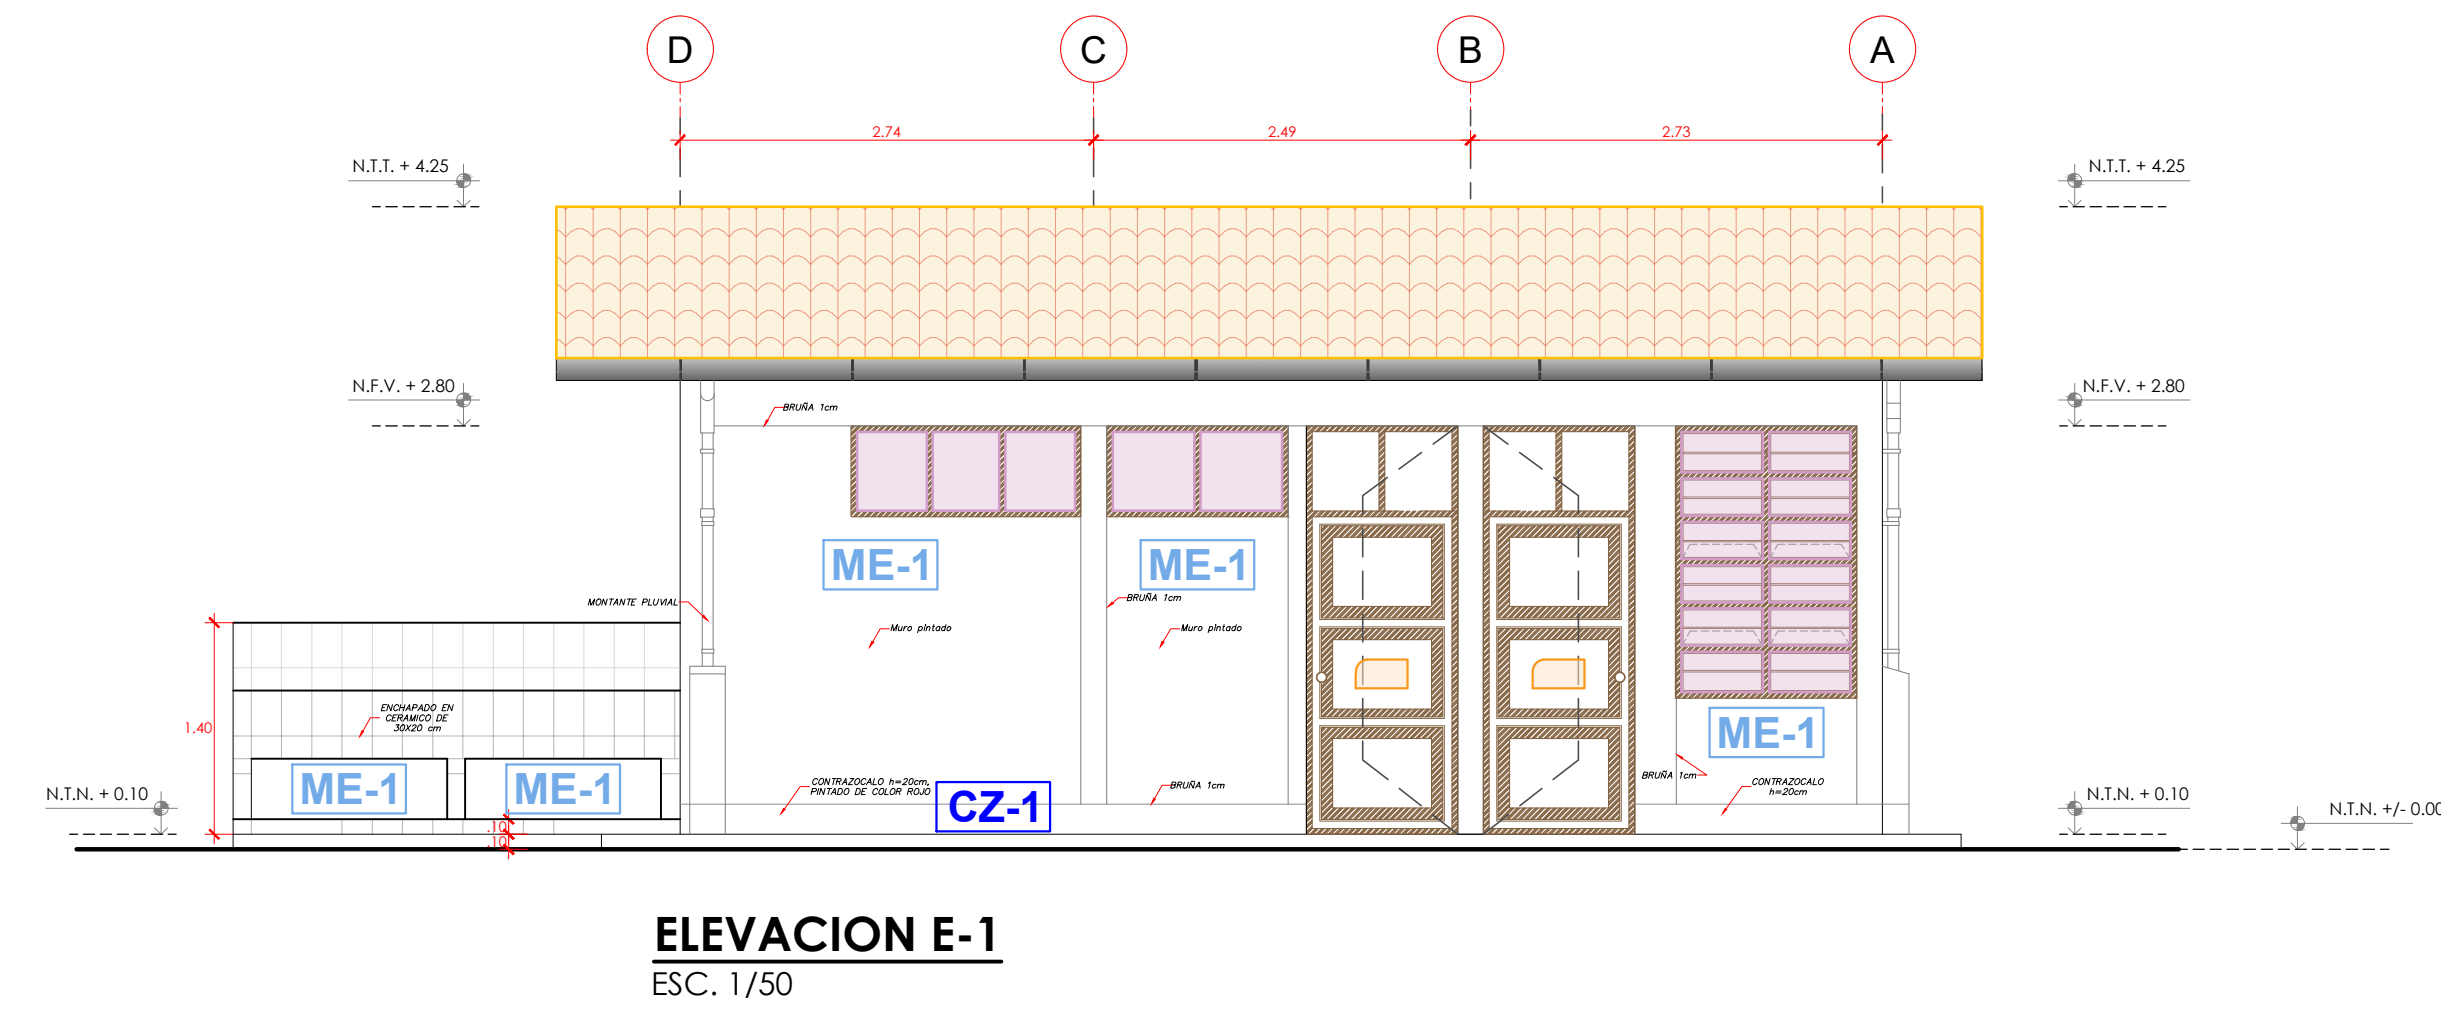 D C B A
2.74 2.49 2.73
N.T.T. + 4.25 N.T.T. + 4.25
N.F.V. + 2.80 N.F.V. + 2.80
BRUÑA 1cm
ME-1 ME-1
MONTANTE PLUVIAL
BRUÑA 1cm
Muro pintado Muro pintado
ENCHAPADO EN
CERAMICO DE
30X20 cm
1.40
ME-1
BRUÑA 1cm
ME-1 ME-1
CONTRAZOCALO h=20cm,
PINTADO DE COLOR ROJO
CZ-1
BRUÑA 1cm
CONTRAZOCALO
h=20cm
N.T.N. + 0.10 N.T.N. + 0.10
N.T.N. +/- 0.00
.10
.10
ELEVACION E-1
ESC. 1/50